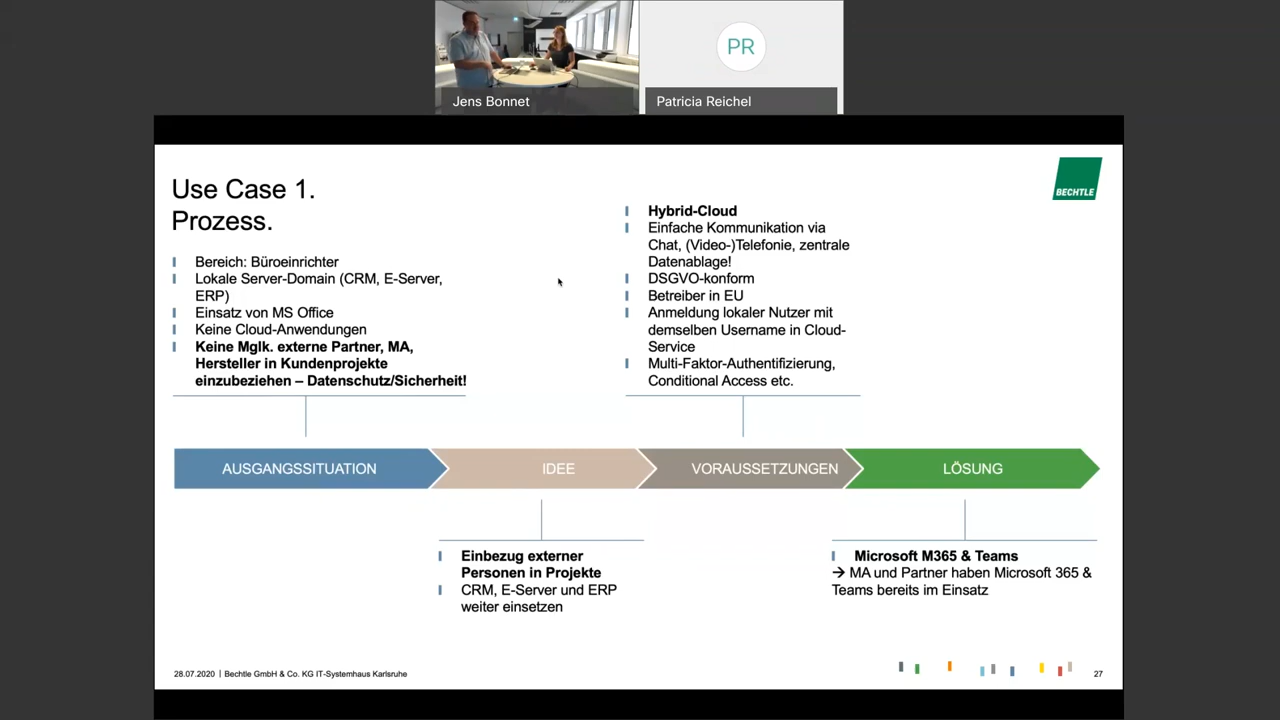 PR
Jens Bonnet
Patricia Reichel
BECHTLE
Use Case 1.
Prozess.
Bereich: Büroeinrichter
Lokale Server-Domain (CRM, E-Server,
ERP)
Einsatz von MS Office
Keine Cloud-Anwendungen
Keine Mglk. externe Partner, MA,
Hersteller in Kundenprojekte
einzubeziehen – Datenschutz/Sicherheit!
Hybrid-Cloud
Einfache Kommunikation via
Chat, (Video-)Telefonie, zentrale
Datenablage!
DSGVO-konform
Betreiber in EU
Anmeldung lokaler Nutzer mit
demselben Username in Cloud-
Service
Multi-Faktor-Authentifizierung,
Conditional Access etc.
AUSGANGSSITUATION
IDEE
VORAUSSETZUNGEN
LÖSUNG
Einbezug externer
Personen in Projekte
CRM, E-Server und ERP
weiter einsetzen
Microsoft M365 & Teams
→ MA und Partner haben Microsoft 365 &
Teams bereits im Einsatz
28.07.2020 | Bechtle GmbH & Co. KG IT-Systemhaus Karlsruhe
27